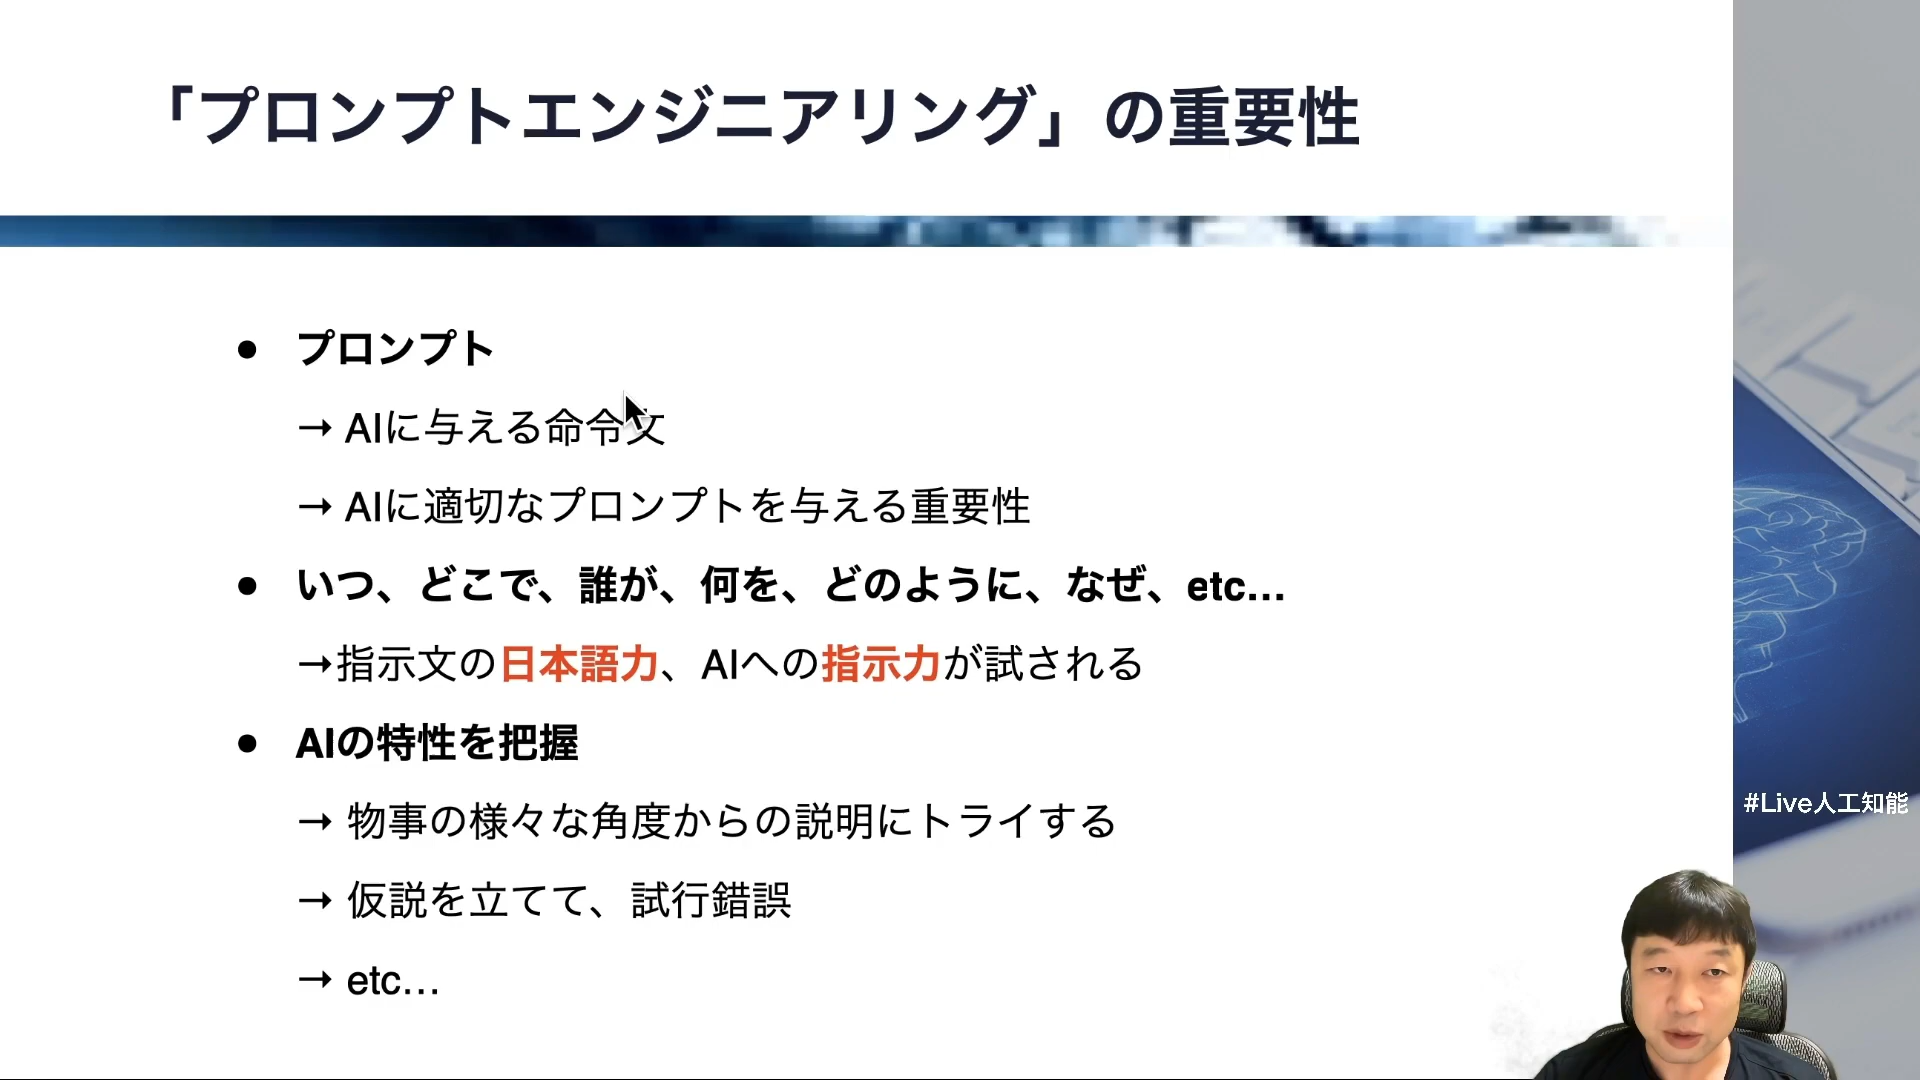 「プロンプトエンジニアリング」の重要性
● プロンプト
→ AIに与える命令文
→ AIに適切なプロンプトを与える重要性
● いつ、どこで、誰が、何を、どのように、なぜ、etc…
→指示文の日本語力、AIへの指示力が試される
● AIの特性を把握
→ 物事の様々な角度からの説明にトライする
→ 仮説を立てて、試行錯誤
→ etc…
#Live人工知能